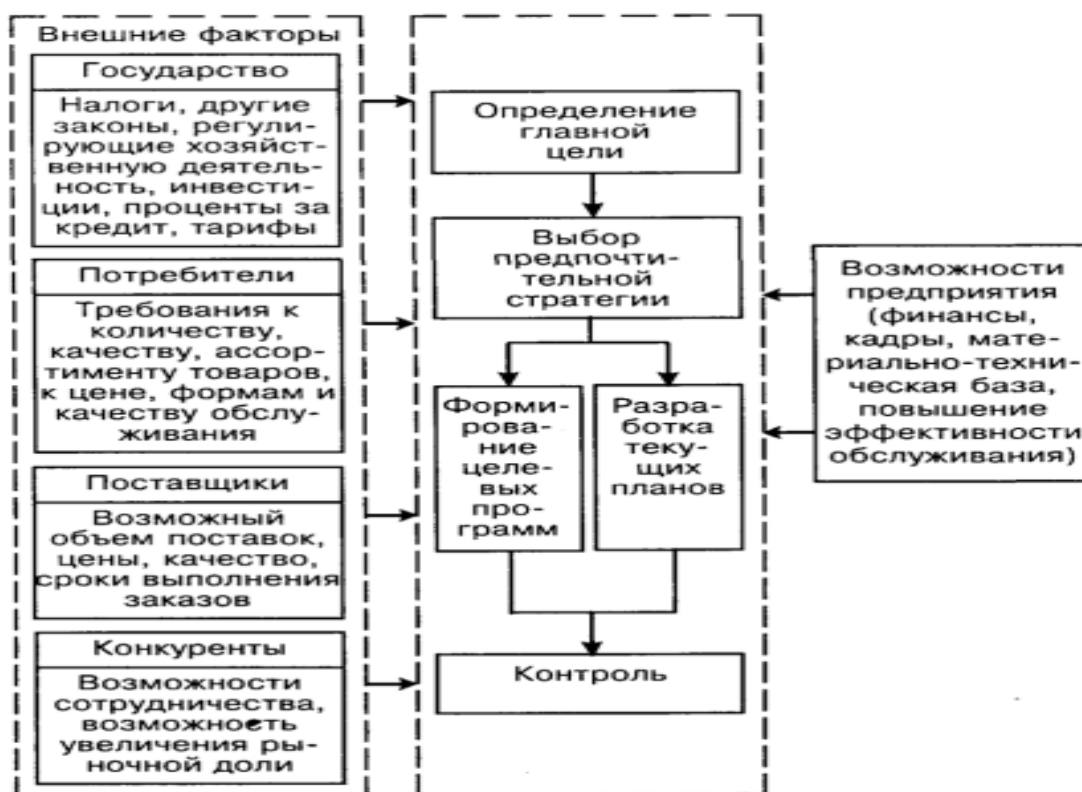 Внешние факторы
Государство
Налоги, другие
законы, регули-
рующие хозяйст-
венную деятель-
ность, инвести-
ции, проценты за
кредит, тарифы
Потребители
Требования к
количеству,
качеству, ассор-
тименту товаров,
к цене, формам и
качеству обслу-
живания
Поставщики
Возможный
объем поставок,
цены, качество,
сроки выполнения
заказов
Конкуренты
Возможности
сотрудничества,
возможность
увеличения ры-
ночной доли
Определение
главной
цели
Выбор
предпочти-
тельной
стратегии
Форми-
рова-
ние
целе-
вых
про-
грамм
Разра-
ботка
теку-
щих
планов
Контроль
Возможности
предприятия
(финансы,
кадры, мате-
риально-техни-
ческая база,
повышение
эффективности
обслуживания)